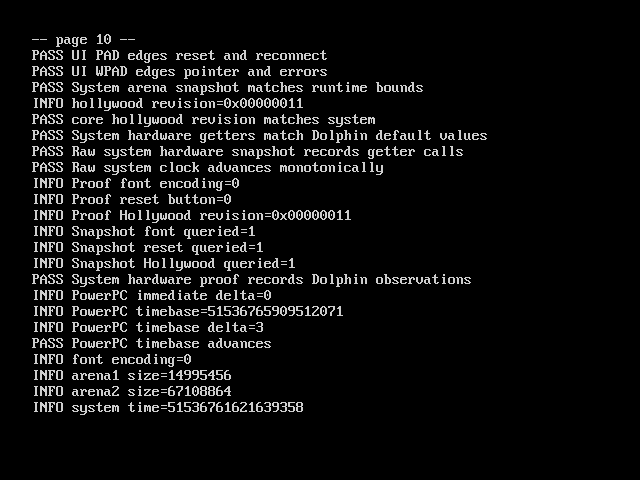 -- page 10 --
PASS UI PAD edges reset and reconnect
PASS UI WPAD edges pointer and errors
PASS System arena snapshot matches runtime bounds
INFO hollywood revision=0x00000011
PASS core hollywood revision matches system
PASS System hardware getters match Dolphin default values
PASS Raw system hardware snapshot records getter calls
PASS Raw system clock advances monotonically
INFO Proof font encoding=0
INFO Proof reset button=0
INFO Proof Hollywood revision=0x00000011
INFO Snapshot font queried=1
INFO Snapshot reset queried=1
INFO Snapshot Hollywood queried=1
PASS System hardware proof records Dolphin observations
INFO PowerPC immediate delta=0
INFO PowerPC timebase=51536765909512071
INFO PowerPC timebase delta=3
PASS PowerPC timebase advances
INFO font encoding=0
INFO arena1 size=14995456
INFO arena2 size=67108864
INFO system time=51536761621639358